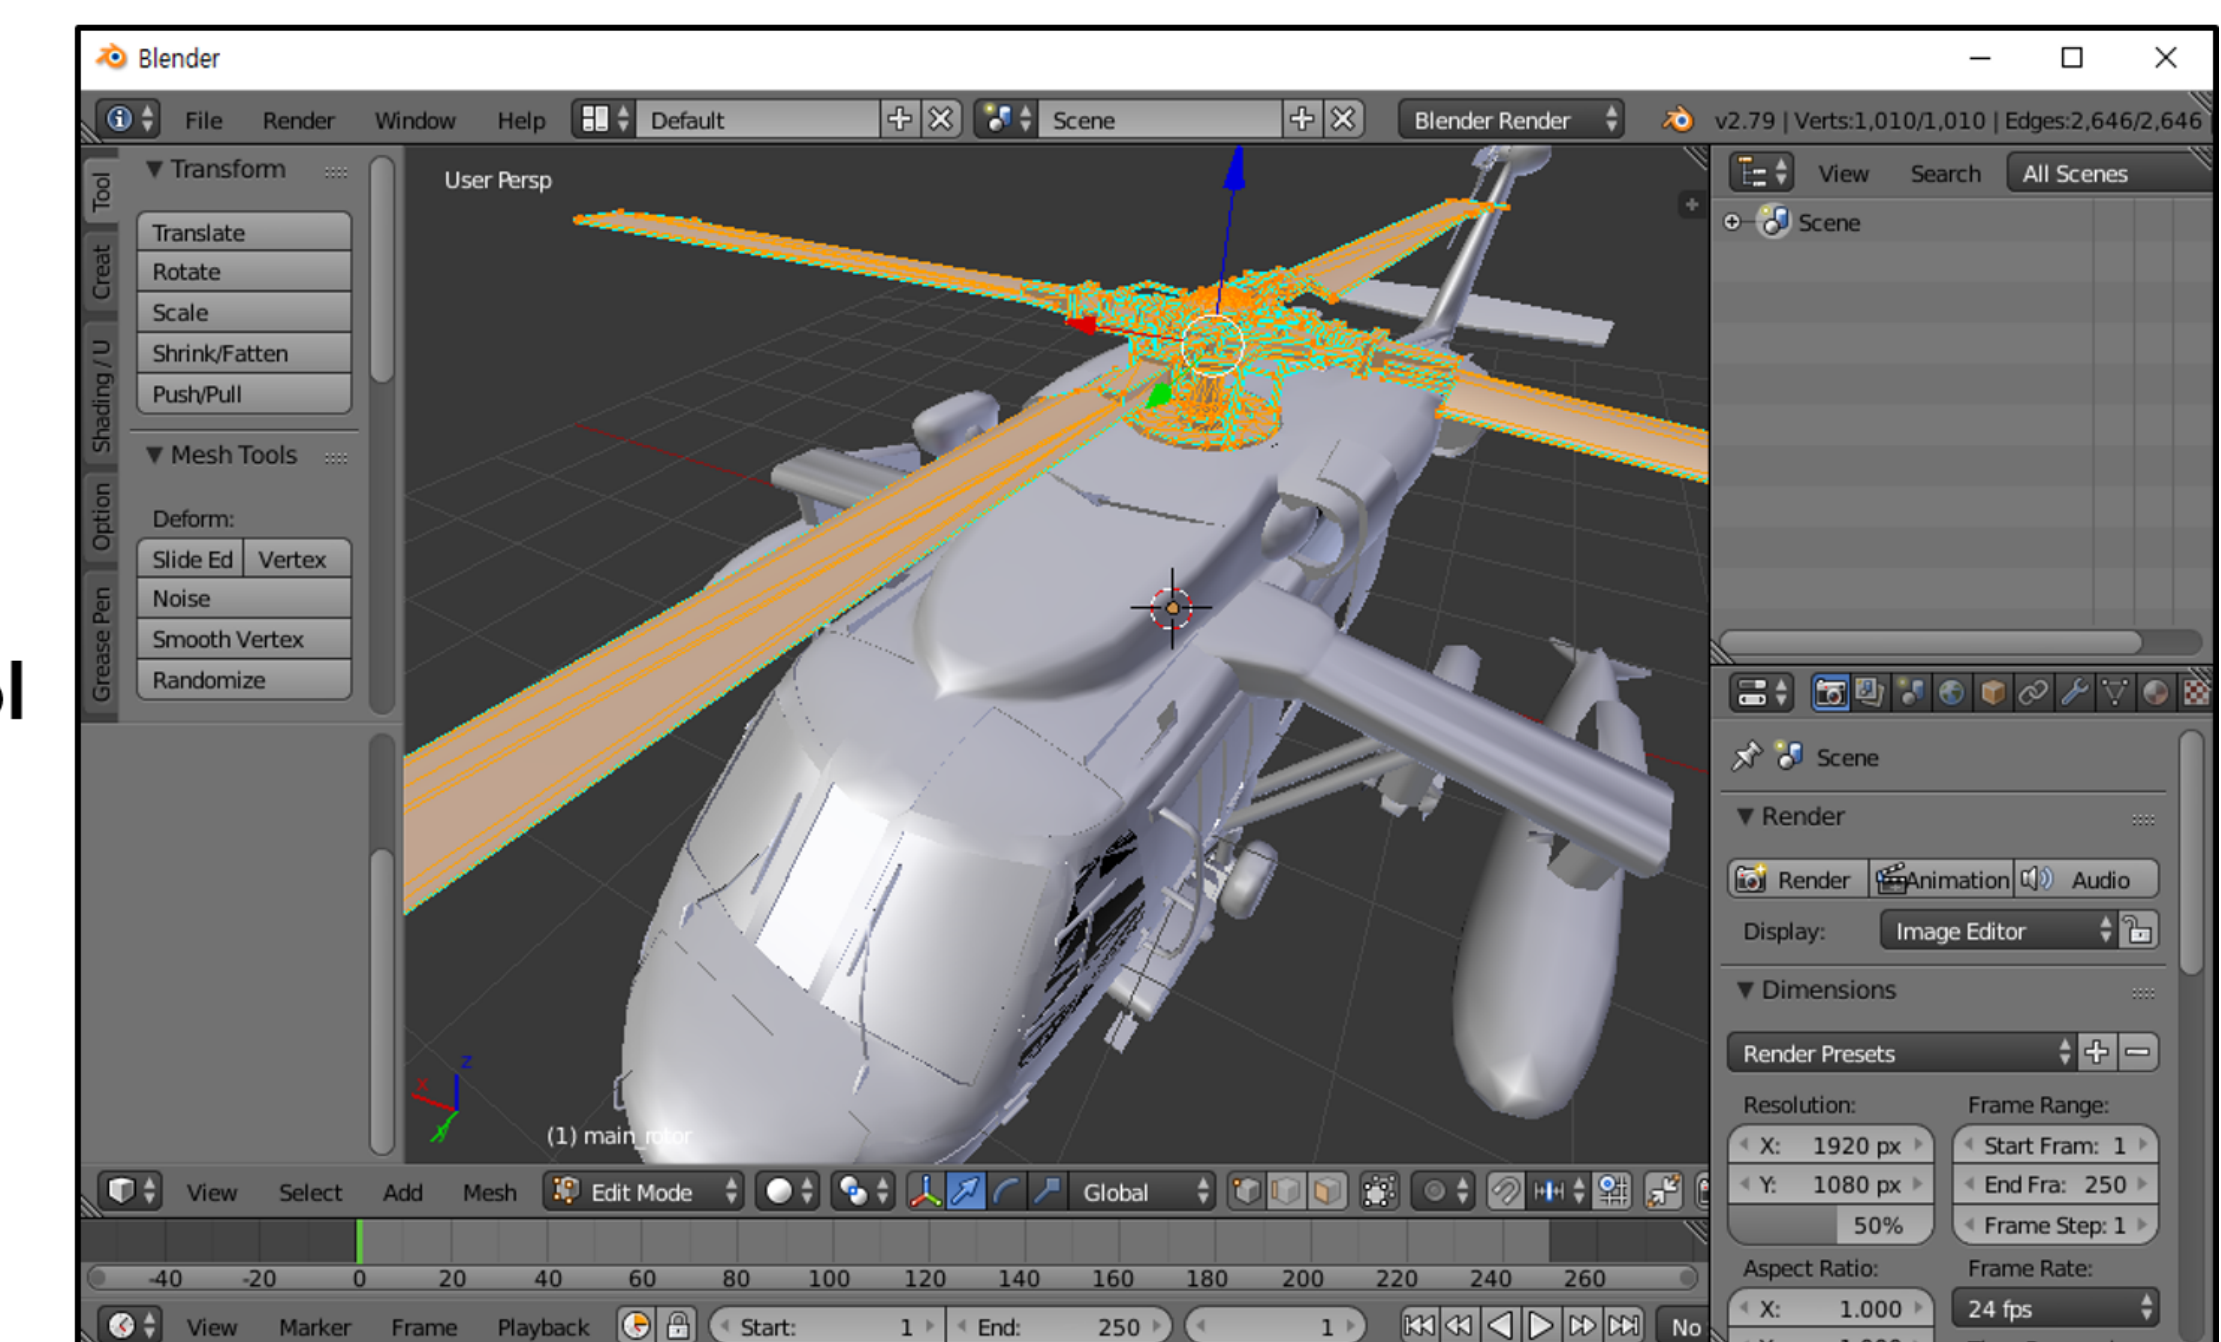 Blender
File Render Window Help Default Scene Blender Render v2.79 | Verts:1,010/1,010 | Edges:2,646/2,646
Tool
Creat
Shading / U
Option
Grease Pen
Transform
Translate
Rotate
Scale
Shrink/Fatten
Push/Pull
Mesh Tools
Deform:
Slide Ed Vertex
Noise
Smooth Vertex
Randomize
ol
User Persp
z
x
y
(1) main_rotor
View Search All Scenes
Scene
Scene
Render
Render Animation Audio
Display: Image Editor
Dimensions
Render Presets
Resolution: Frame Range:
X: 1920 px Start Fram: 1
Y: 1080 px End Fra: 250
50% Frame Step: 1
Aspect Ratio: Frame Rate:
X: 1.000 24 fps
View Select Add Mesh Edit Mode Global
-40 -20 0 20 40 60 80 100 120 140 160 180 200 220 240 260
View Marker Frame Playback Start: 1 End: 250 1 No